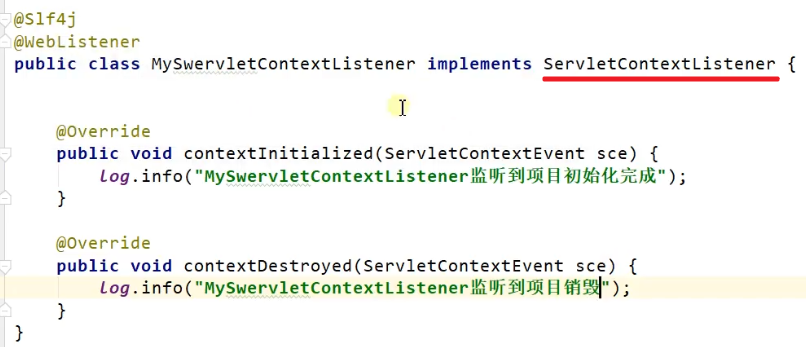 @Slf4j
@WebListener
public class MySwervletContextListener implements ServletContextListener {
@Override
public void contextInitialized(ServletContextEvent sce) {
log.info("MySwervletContextListener监听到项目初始化完成");
}
@Override
public void contextDestroyed(ServletContextEvent sce) {
log.info("MySwervletContextListener监听到项目销毁");
}
}